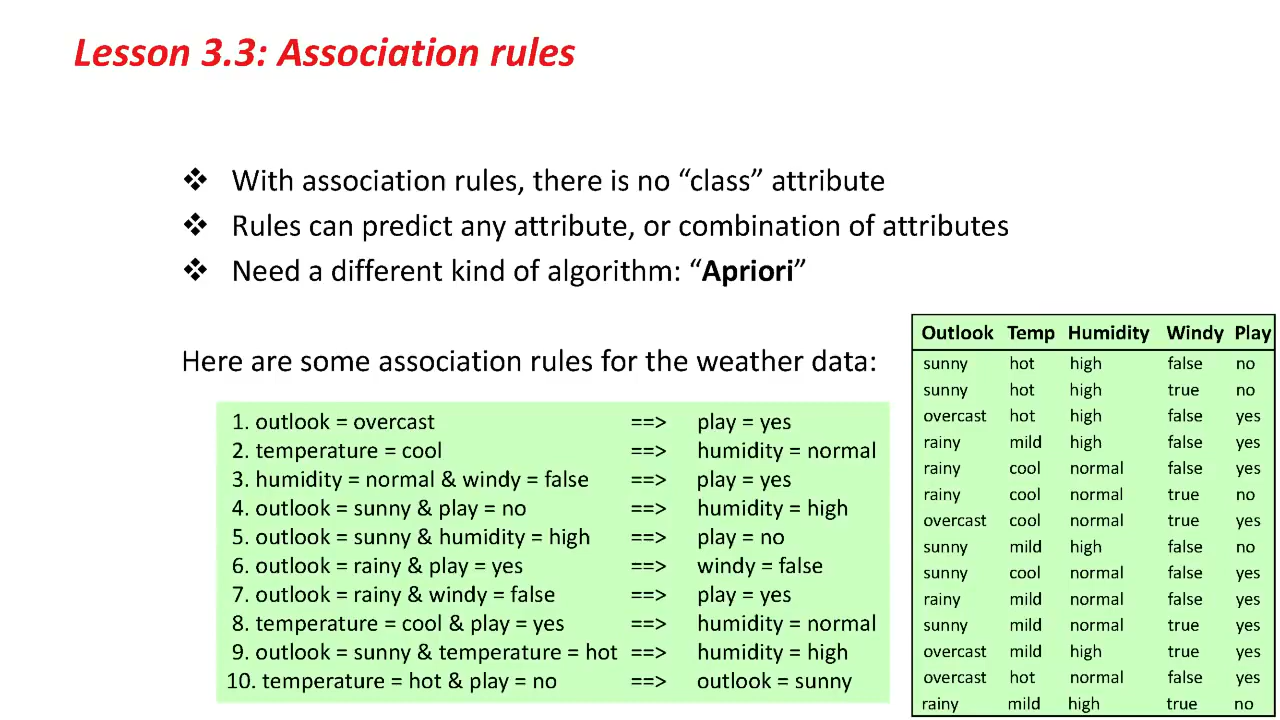 Lesson 3.3: Association rules
❖ With association rules, there is no “class” attribute
❖ Rules can predict any attribute, or combination of attributes
❖ Need a different kind of algorithm: “Apriori”
Here are some association rules for the weather data:
1. outlook = overcast ==> play = yes
2. temperature = cool ==> humidity = normal
3. humidity = normal & windy = false ==> play = yes
4. outlook = sunny & play = no ==> humidity = high
5. outlook = sunny & humidity = high ==> play = no
6. outlook = rainy & play = yes ==> windy = false
7. outlook = rainy & windy = false ==> play = yes
8. temperature = cool & play = yes ==> humidity = normal
9. outlook = sunny & temperature = hot ==> humidity = high
10. temperature = hot & play = no ==> outlook = sunny
Outlook Temp Humidity Windy Play
sunny hot high false no
sunny hot high true no
overcast hot high false yes
rainy mild high false yes
rainy cool normal false yes
rainy cool normal true no
overcast cool normal true yes
sunny mild high false no
sunny cool normal false yes
rainy mild normal false yes
sunny mild normal true yes
overcast mild high true yes
overcast hot normal false yes
rainy mild high true no